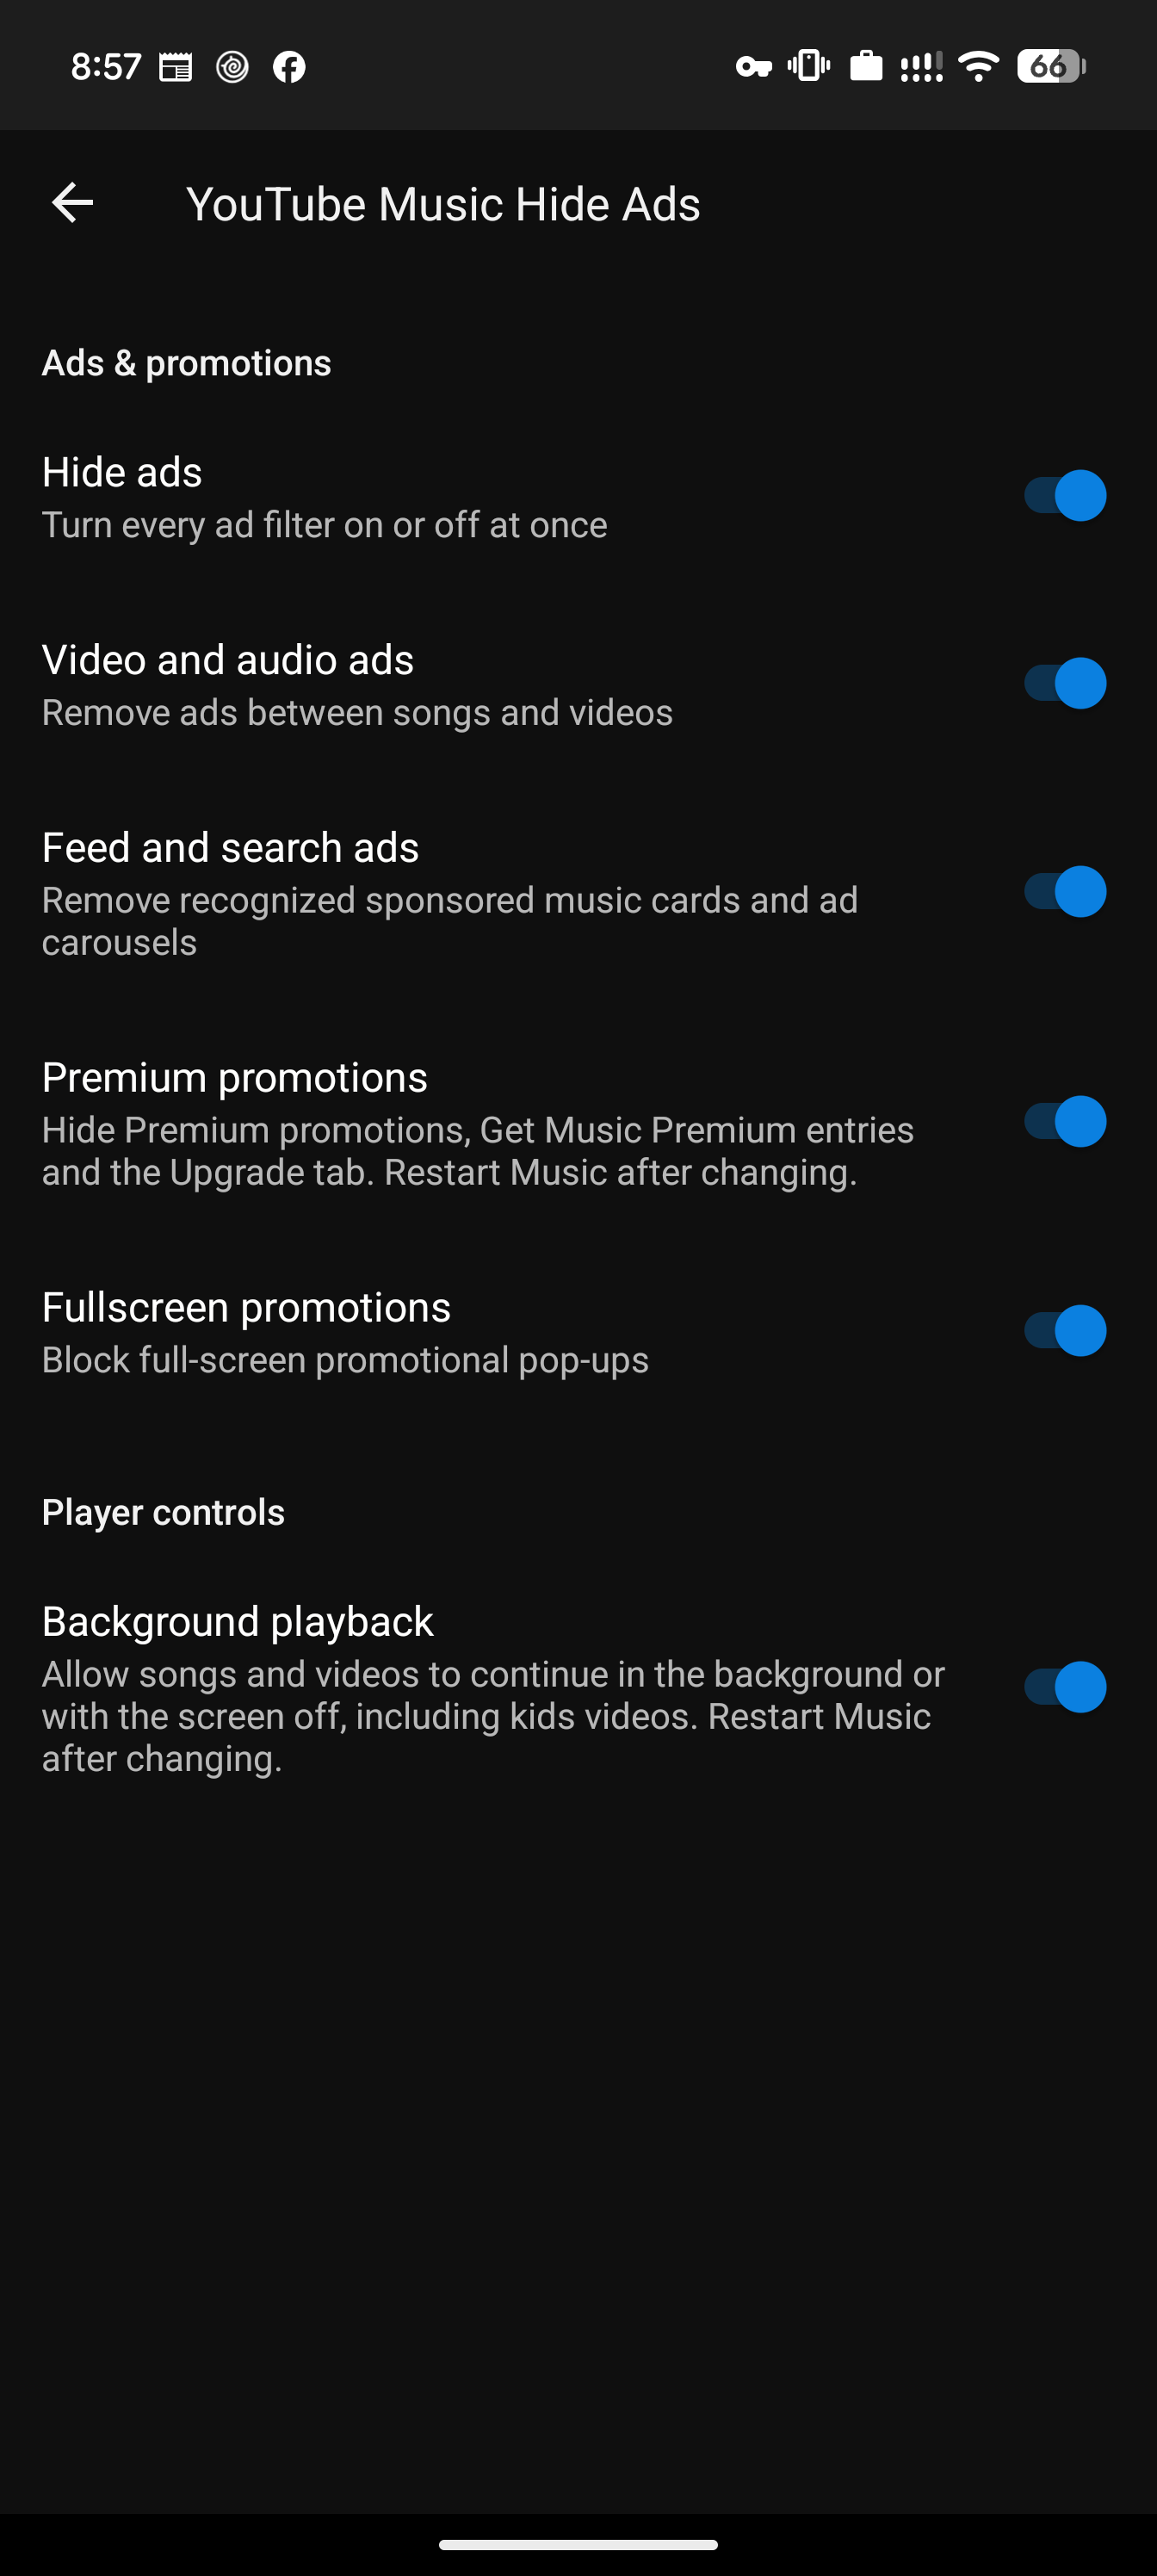 8:57
66
YouTube Music Hide Ads
Ads & promotions
Hide ads
Turn every ad filter on or off at once
Video and audio ads
Remove ads between songs and videos
Feed and search ads
Remove recognized sponsored music cards and ad
carousels
Premium promotions
Hide Premium promotions, Get Music Premium entries
and the Upgrade tab. Restart Music after changing.
Fullscreen promotions
Block full-screen promotional pop-ups
Player controls
Background playback
Allow songs and videos to continue in the background or
with the screen off, including kids videos. Restart Music
after changing.